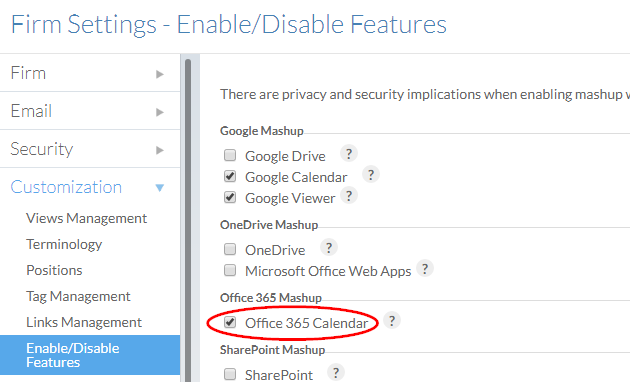 Firm Settings - Enable/Disable Features
Firm
Email
Security
Customization
Views Management
Terminology
Positions
Tag Management
Links Management
Enable/Disable
Features
There are privacy and security implications when enabling mashup
Google Mashup
Google Drive ?
Google Calendar ?
Google Viewer ?
OneDrive Mashup
OneDrive ?
Microsoft Office Web Apps ?
Office 365 Mashup
Office 365 Calendar ?
SharePoint Mashup
SharePoint ?